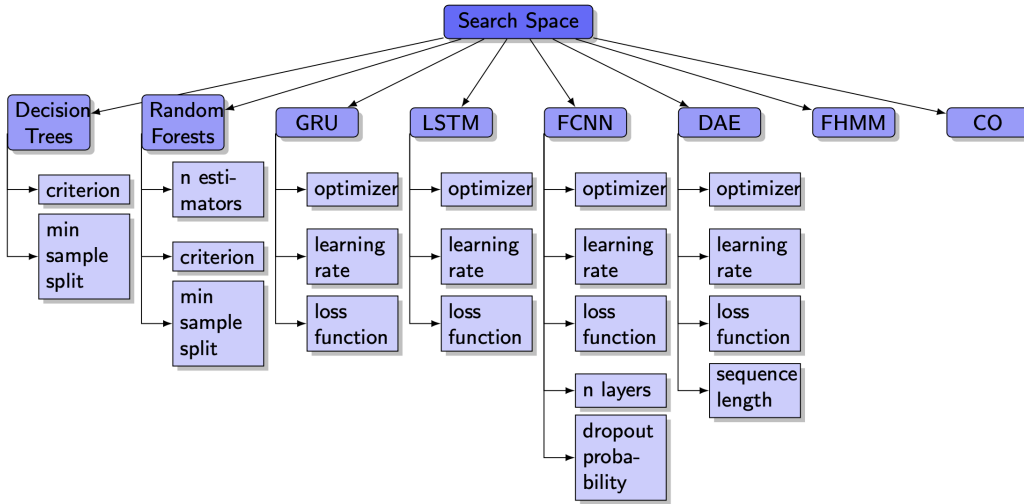 Search Space
Decision
Trees
criterion
min
sample
split
Random
Forests
n esti-
mators
criterion
min
sample
split
GRU
optimizer
learning
rate
loss
function
LSTM
optimizer
learning
rate
loss
function
FCNN
optimizer
learning
rate
loss
function
n layers
dropout
proba-
bility
DAE
optimizer
learning
rate
loss
function
sequence
length
FHMM
CO